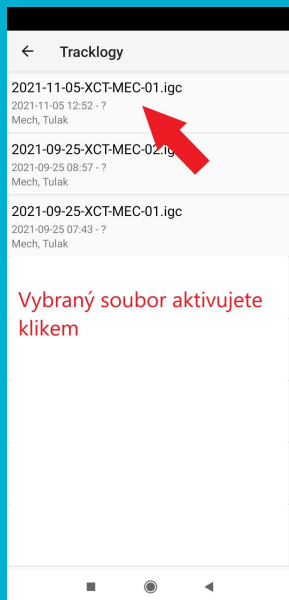 Tracklogy
2021-11-05-XCT-MEC-01.igc
2021-11-05 12:52 - ?
Mech, Tulak
2021-09-25-XCT-MEC-02.ig
2021-09-25 08:57 - ?
Mech, Tulak
2021-09-25-XCT-MEC-01.igc
2021-09-25 07:43 - ?
Mech, Tulak
Vybraný soubor aktivujete
klikem